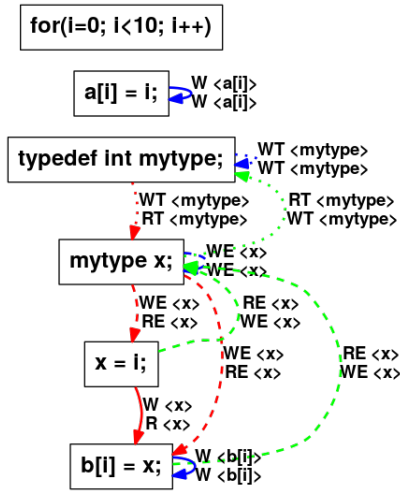 for(i=0; i<10; i++)
a[i] = i;
W <a[i]>
W <a[i]>
typedef int mytype;
WT <mytype>
WT <mytype>
WT <mytype>
RT <mytype>
RT <mytype>
WT <mytype>
mytype x;
WE <x>
WE <x>
WE <x>
RE <x>
RE <x>
WE <x>
x = i;
WE <x>
RE <x>
RE <x>
WE <x>
W <x>
R <x>
b[i] = x;
W <b[i]>
W <b[i]>